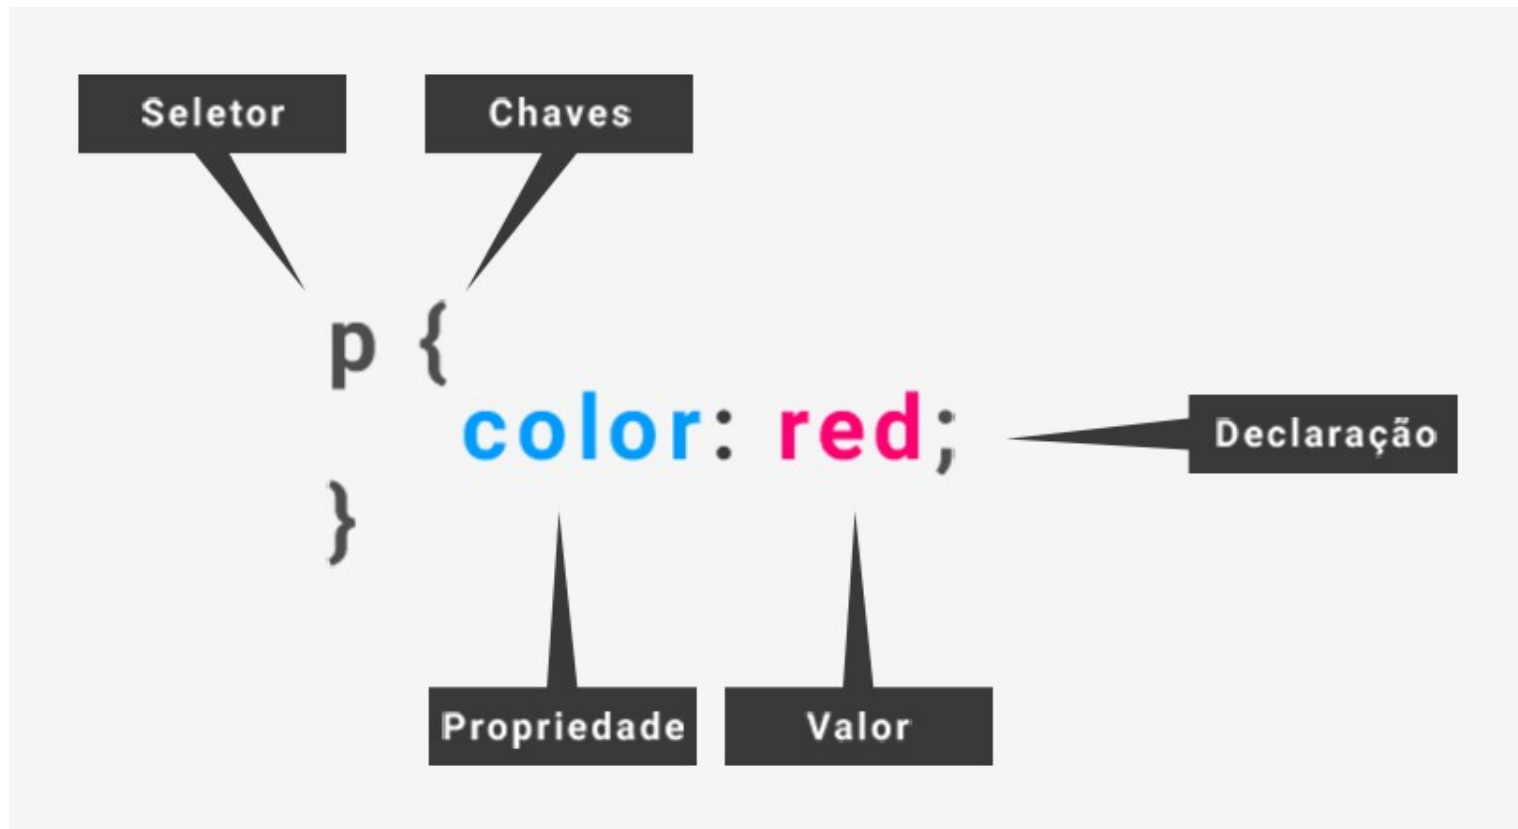 Seletor
Chaves
p {
color: red;
Declaração
}
Propriedade
Valor